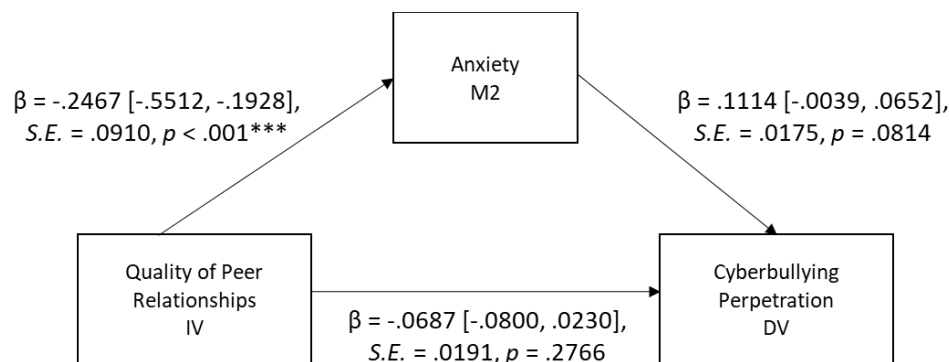 Anxiety
M2
β = -.2467 [-.5512, -.1928],
S.E. = .0910, p < .001***
β = .1114 [-.0039, .0652],
S.E. = .0175, p = .0814
Quality of Peer
Relationships
IV
Cyberbullying
Perpetration
DV
β = -.0687 [-.0800, .0230],
S.E. = .0191, p = .2766